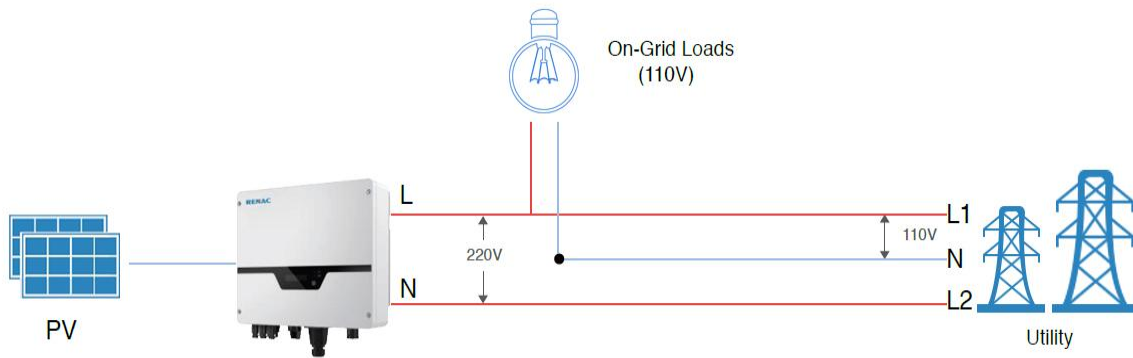 On-Grid Loads
(110V)
RENAC
L
L1
220V
110V
N
N
L2
PV
Utility